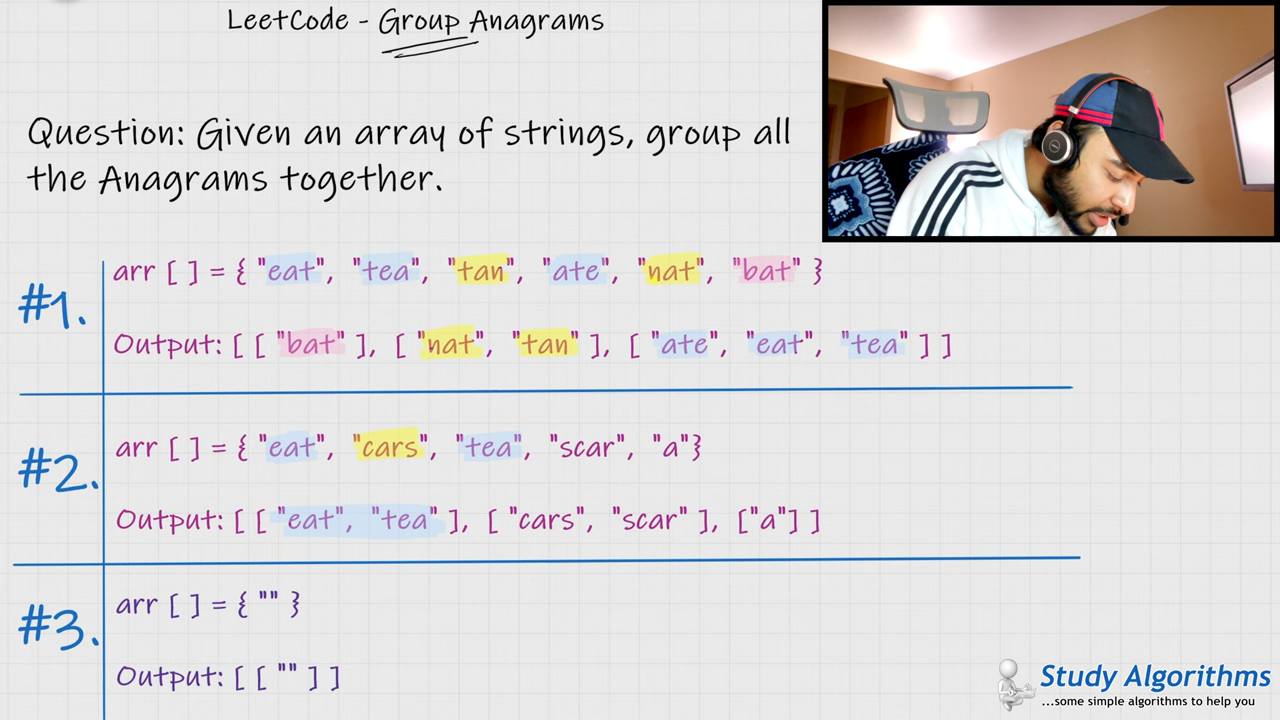 LeetCode - Group Anagrams
Question: Given an array of strings, group all
the Anagrams together.
#1.
arr [ ] = { "eat", "tea", "tan", "ate", "nat", "bat" }
Output: [ [ "bat" ], [ "nat", "tan" ], [ "ate", "eat", "tea" ] ]
#2.
arr [ ] = { "eat", "cars", "tea", "scar", "a"}
Output: [ [ "eat", "tea" ], [ "cars", "scar" ], ["a"] ]
#3.
arr [ ] = { "" }
Output: [ [ "" ] ]
Study Algorithms
...some simple algorithms to help you